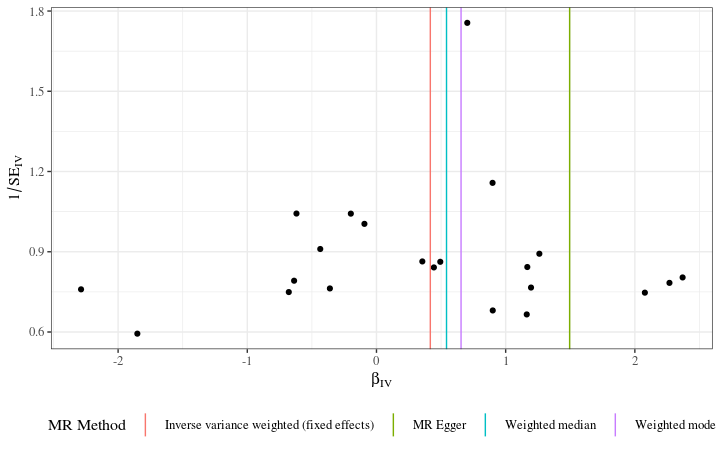 1.8
1.5
1.2
0.9
0.6
1/SE_IV
-2 -1 0 1 2
β_IV
MR Method Inverse variance weighted (fixed effects) MR Egger Weighted median Weighted mode